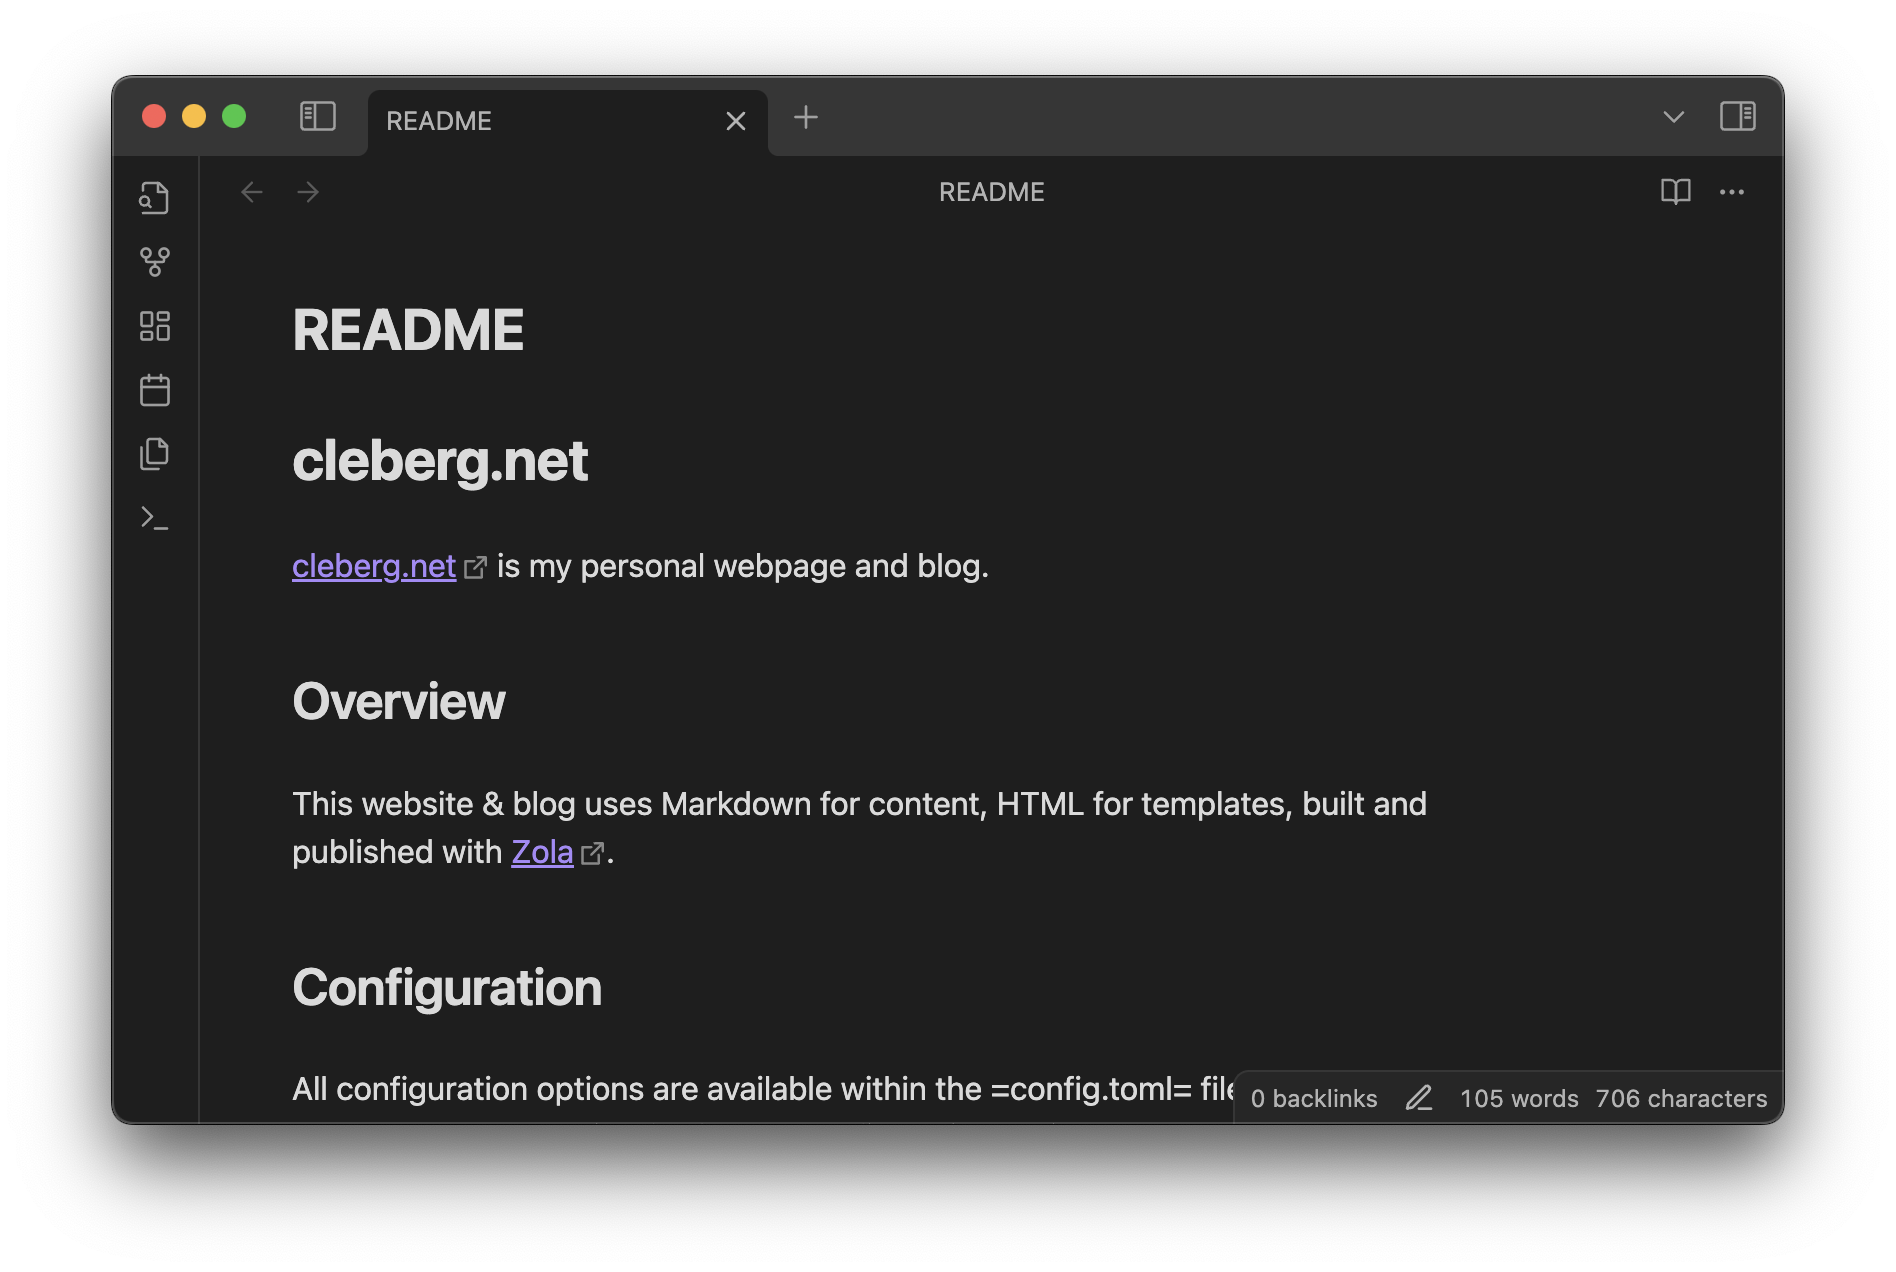 README
README
README
cleberg.net
cleberg.net is my personal webpage and blog.
Overview
This website & blog uses Markdown for content, HTML for templates, built and
published with Zola.
Configuration
All configuration options are available within the =config.toml= file
0 backlinks 105 words 706 characters